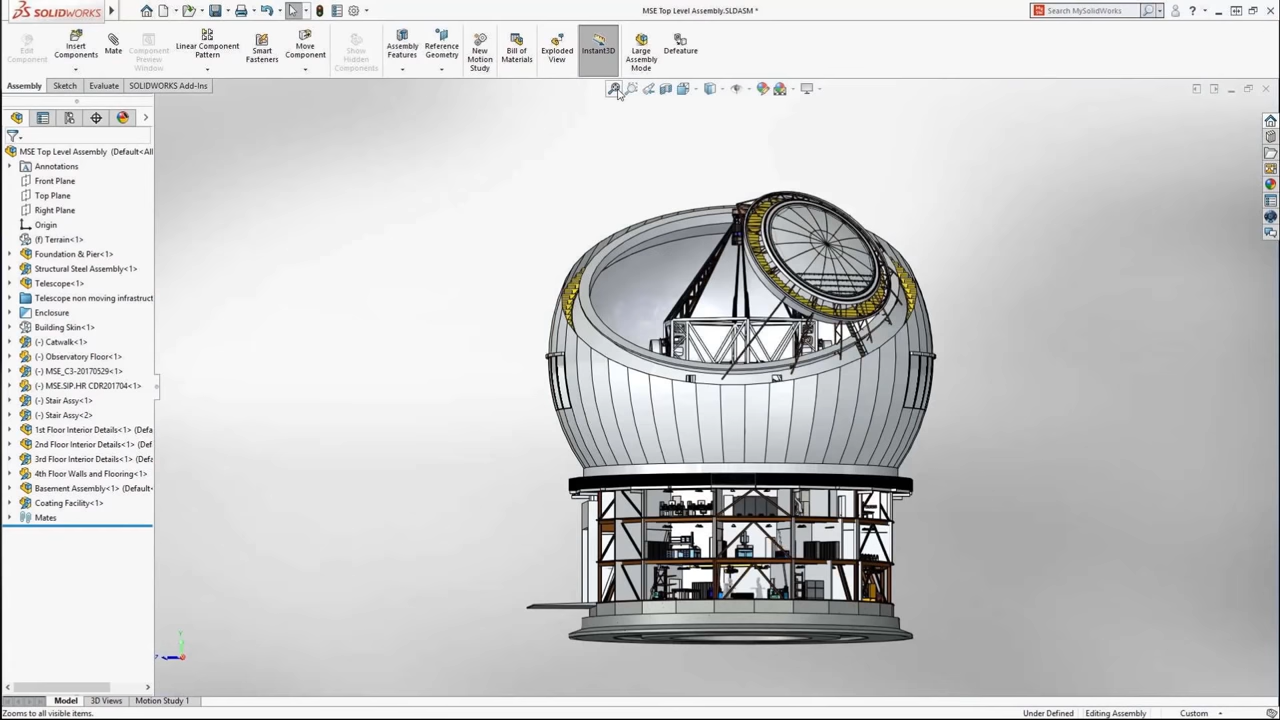 SOLIDWORKS
MSE Top Level Assembly.SLDASM *
Search MySolidWorks
Edit
Component
Insert
Components
Mate
Component
Preview
Window
Linear Component
Pattern
Smart
Fasteners
Move
Component
Show
Hidden
Components
Assembly
Features
Reference
Geometry
New
Motion
Study
Bill of
Materials
Exploded
View
Instant3D
Large
Assembly
Mode
Defeature
Assembly
Sketch
Evaluate
SOLIDWORKS Add-Ins
MSE Top Level Assembly (Default<All
Annotations
Front Plane
Top Plane
Right Plane
Origin
(f) Terrain<1>
Foundation & Pier<1>
Structural Steel Assembly<1>
Telescope<1>
Telescope non moving infrastruct
Enclosure
Building Skin<1>
(-) Catwalk<1>
(-) Observatory Floor<1>
(-) MSE_C3-20170529<1>
(-) MSE.SIP.HR CDR201704<1>
(-) Stair Assy<1>
(-) Stair Assy<2>
1st Floor Interior Details<1> (Defa
2nd Floor Interior Details<1> (Def
3rd Floor Interior Details<1> (Defa
4th Floor Walls and Flooring<1>
Basement Assembly<1> (Default<
Coating Facility<1>
Mates
Y
Z
Model
3D Views
Motion Study 1
Zooms to all visible items.
Under Defined
Editing Assembly
Custom